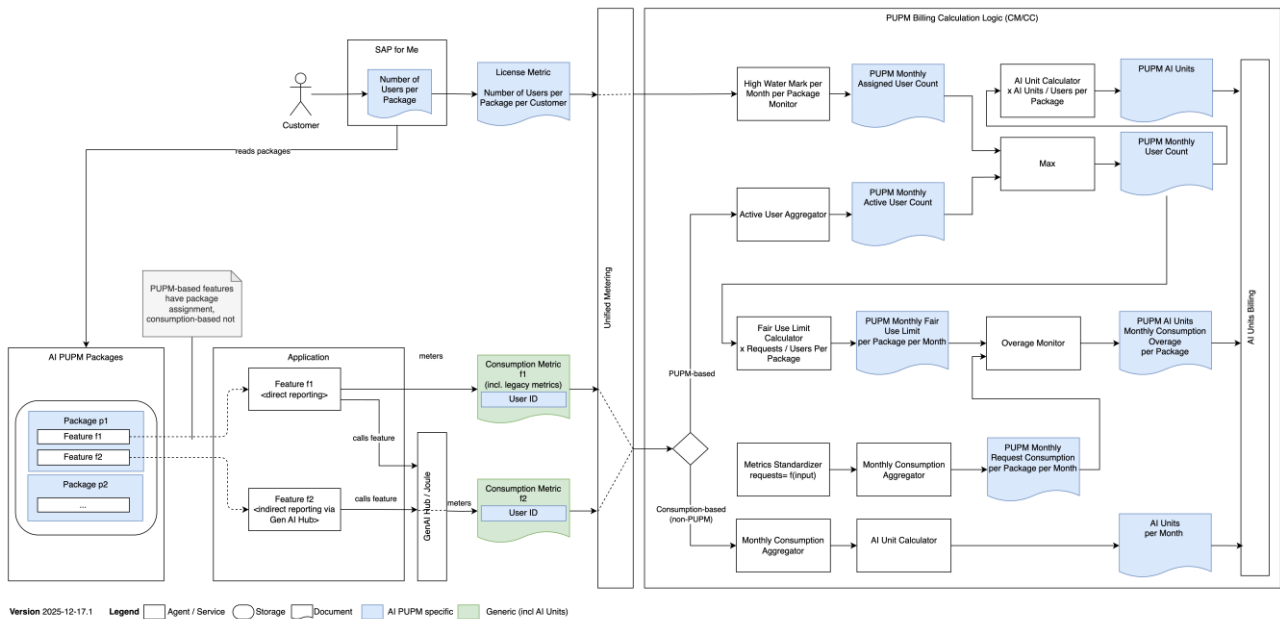 PUPM Billing Calculation Logic (CM/CC)
SAP for Me
Number of
Users per
Package
Customer
License Metric
Number of Users per
Package per Customer
reads packages
High Water Mark per
Month per Package
Monitor
PUPM Monthly
Assigned User Count
AI Unit Calculator
x AI Units / Users per
Package
PUPM AI Units
Max
PUPM Monthly
User Count
Active User Aggregator
PUPM Monthly
Active User Count
Unified Metering
AI Units Billing
PUPM-based features
have package
assignment,
consumption-based not
Fair Use Limit
Calculator
x Requests / Users Per
Package
PUPM Monthly Fair
Use Limit
per Package per Month
Overage Monitor
PUPM AI Units
Monthly Consumption
Overage
per Package
PUPM-based
AI PUPM Packages
Package p1
Feature f1
Feature f2
Package p2
...
Application
Feature f1
<direct reporting>
meters
Consumption Metric
f1
(incl. legacy metrics)
User ID
calls feature
Feature f2
<indirect reporting via
Gen AI Hub>
calls feature
GenAI Hub / Joule
meters
Consumption Metric
f2
User ID
Metrics Standardizer
requests= f(input)
Monthly Consumption
Aggregator
PUPM Monthly
Request Consumption
per Package per Month
Consumption-based
(non-PUPM)
Monthly Consumption
Aggregator
AI Unit Calculator
AI Units
per Month
Version 2025-12-17.1 Legend Agent / Service Storage Document AI PUPM specific Generic (incl AI Units)